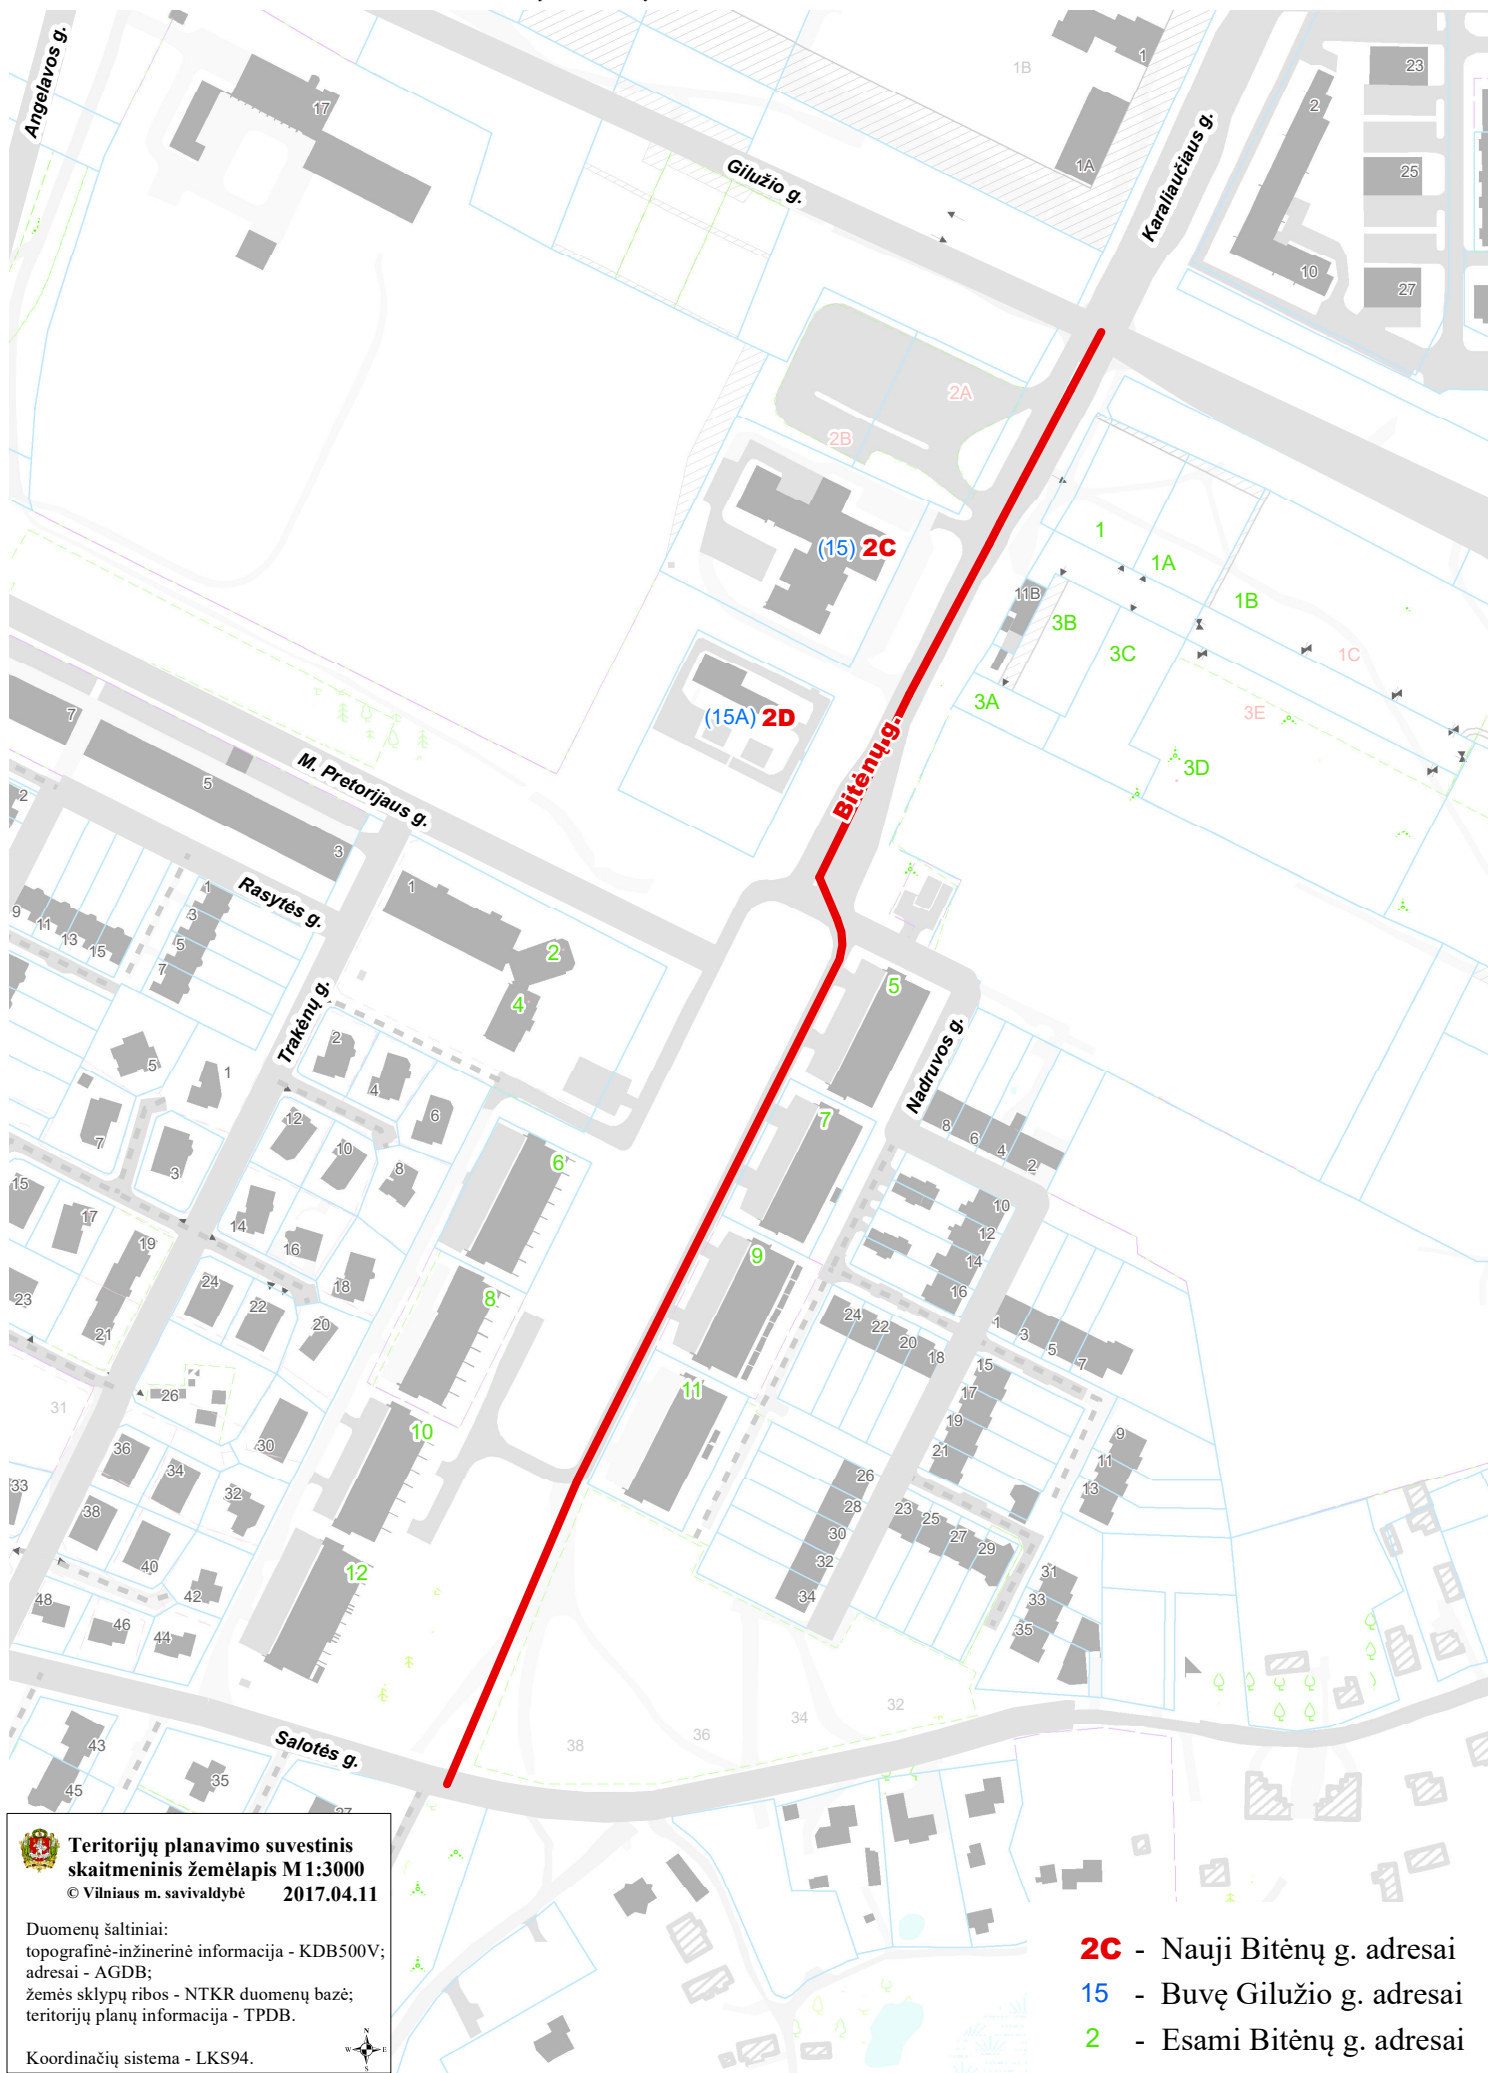 Angelavos g.
17
1B
1
1A
Gilužio g.
Karaliaučiaus g.
2
23
25
10
27
2A
2B
(15) 2C
(15A) 2D
1
1A
1B
11B
3B
3C
1C
3A
3E
3D
Bitėnų g.
7
5
3
2
M. Pretorijaus g.
Rasytės g.
1
3
5
7
9
11
13
15
1
2
4
Trakėnų g.
5
Nadruvos g.
5
1
7
3
2
4
6
12
10
8
7
8
6
4
2
6
15
17
19
14
16
18
10
12
14
16
9
23
21
24
22
20
8
24
22
20
18
1
3
5
7
31
26
11
15
17
19
21
10
36
34
30
33
38
32
26
28
30
32
34
9
11
13
23
25
27
29
40
42
12
48
46
44
31
33
35
32
34
36
38
Salotės g.
43
45
35
27
Teritorijų planavimo suvestinis
skaitmeninis žemėlapis M 1:3000
© Vilniaus m. savivaldybė 2017.04.11
Duomenų šaltiniai:
topografinė-inžinerinė informacija - KDB500V;
adresai - AGDB;
žemės sklypų ribos - NTKR duomenų bazė;
teritorijų planų informacija - TPDB.
Koordinačių sistema - LKS94.
N
W E
S
2C - Nauji Bitėnų g. adresai
15 - Buvę Gilužio g. adresai
2 - Esami Bitėnų g. adresai